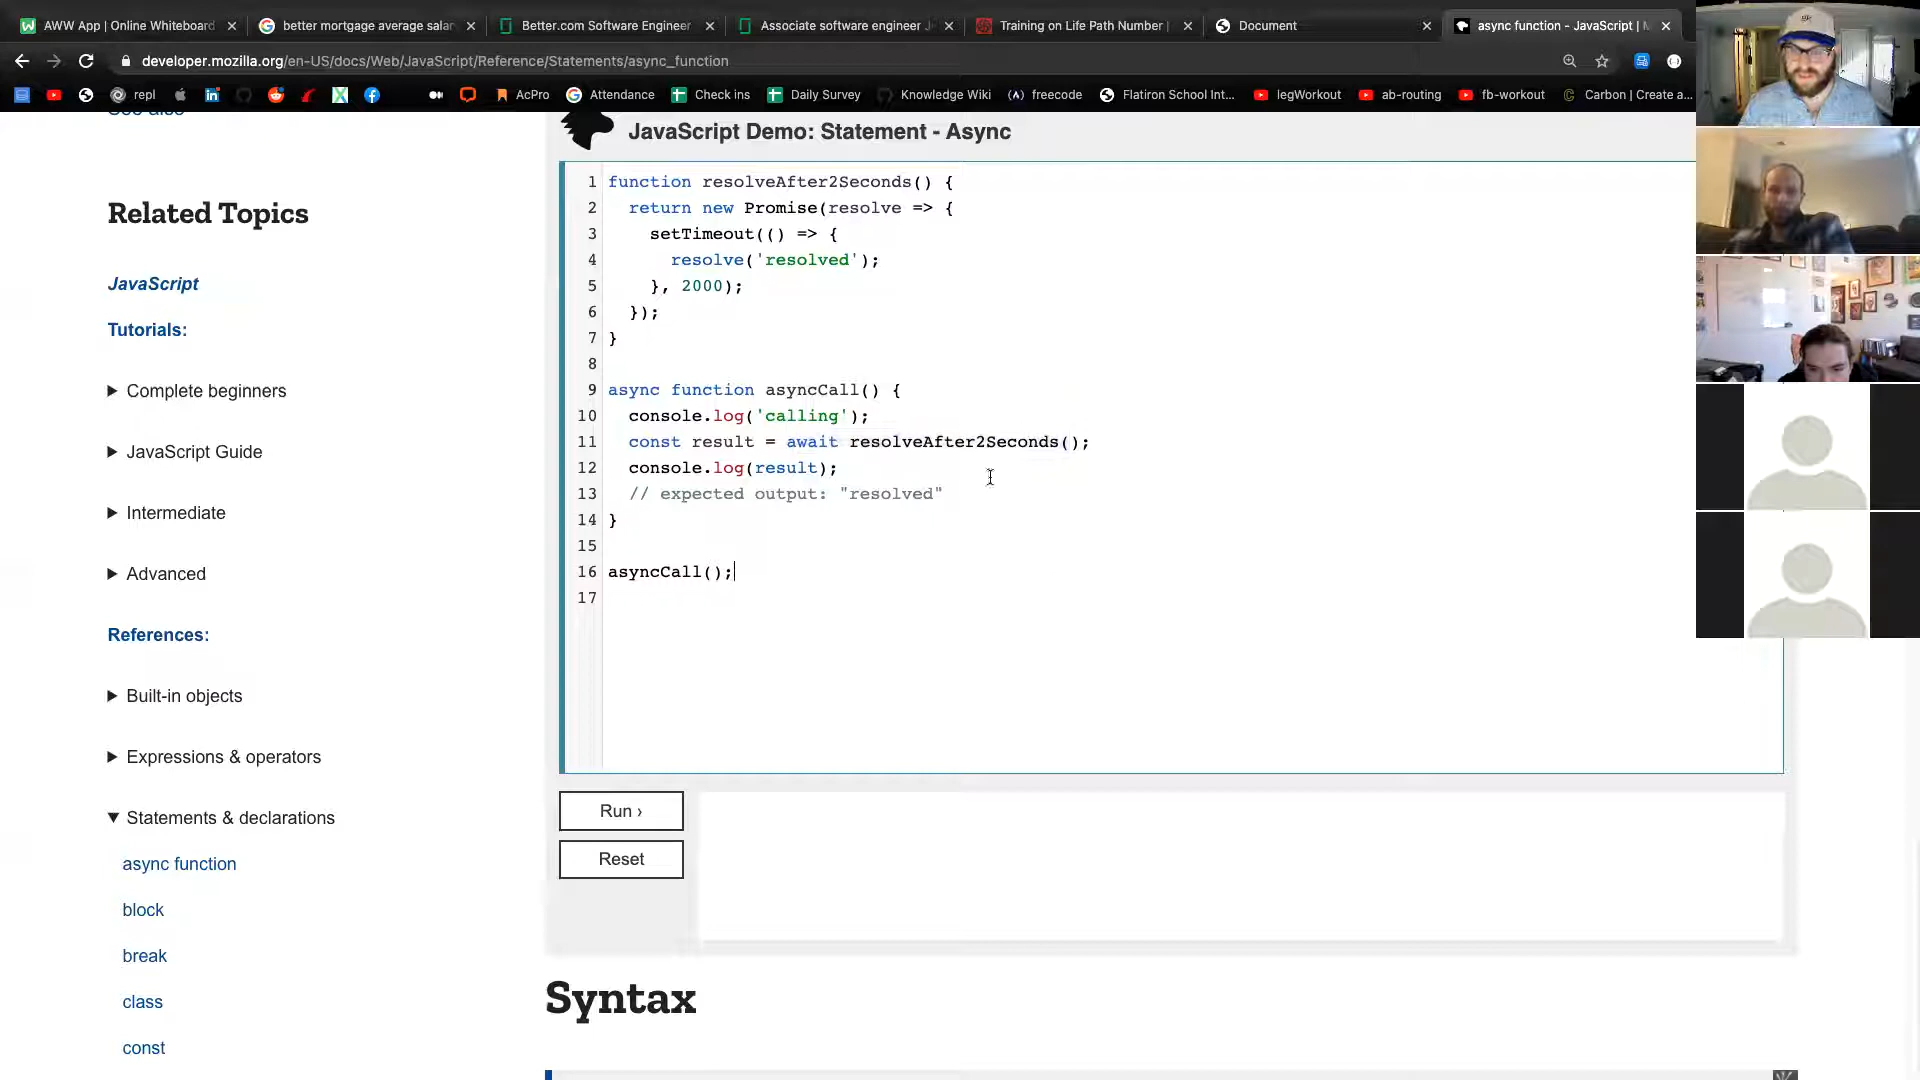 AWW App | Online Whiteboard
better mortgage average salar
Better.com Software Engineer
Associate software engineer J
Training on Life Path Number |
Document
async function - JavaScript | M
developer.mozilla.org/en-US/docs/Web/JavaScript/Reference/Statements/async_function
repl
AcPro
Attendance
Check ins
Daily Survey
Knowledge Wiki
freecode
Flatiron School Int...
legWorkout
ab-routing
fb-workout
Carbon | Create a...
See also
Related Topics
JavaScript
Tutorials:
Complete beginners
JavaScript Guide
Intermediate
Advanced
References:
Built-in objects
Expressions & operators
Statements & declarations
async function
block
break
class
const
JavaScript Demo: Statement - Async
1 function resolveAfter2Seconds() {
2 return new Promise(resolve => {
3 setTimeout(() => {
4 resolve('resolved');
5 }, 2000);
6 });
7 }
8
9 async function asyncCall() {
10 console.log('calling');
11 const result = await resolveAfter2Seconds();
12 console.log(result);
13 // expected output: "resolved"
14 }
15
16 asyncCall();
17
Run ›
Reset
Syntax